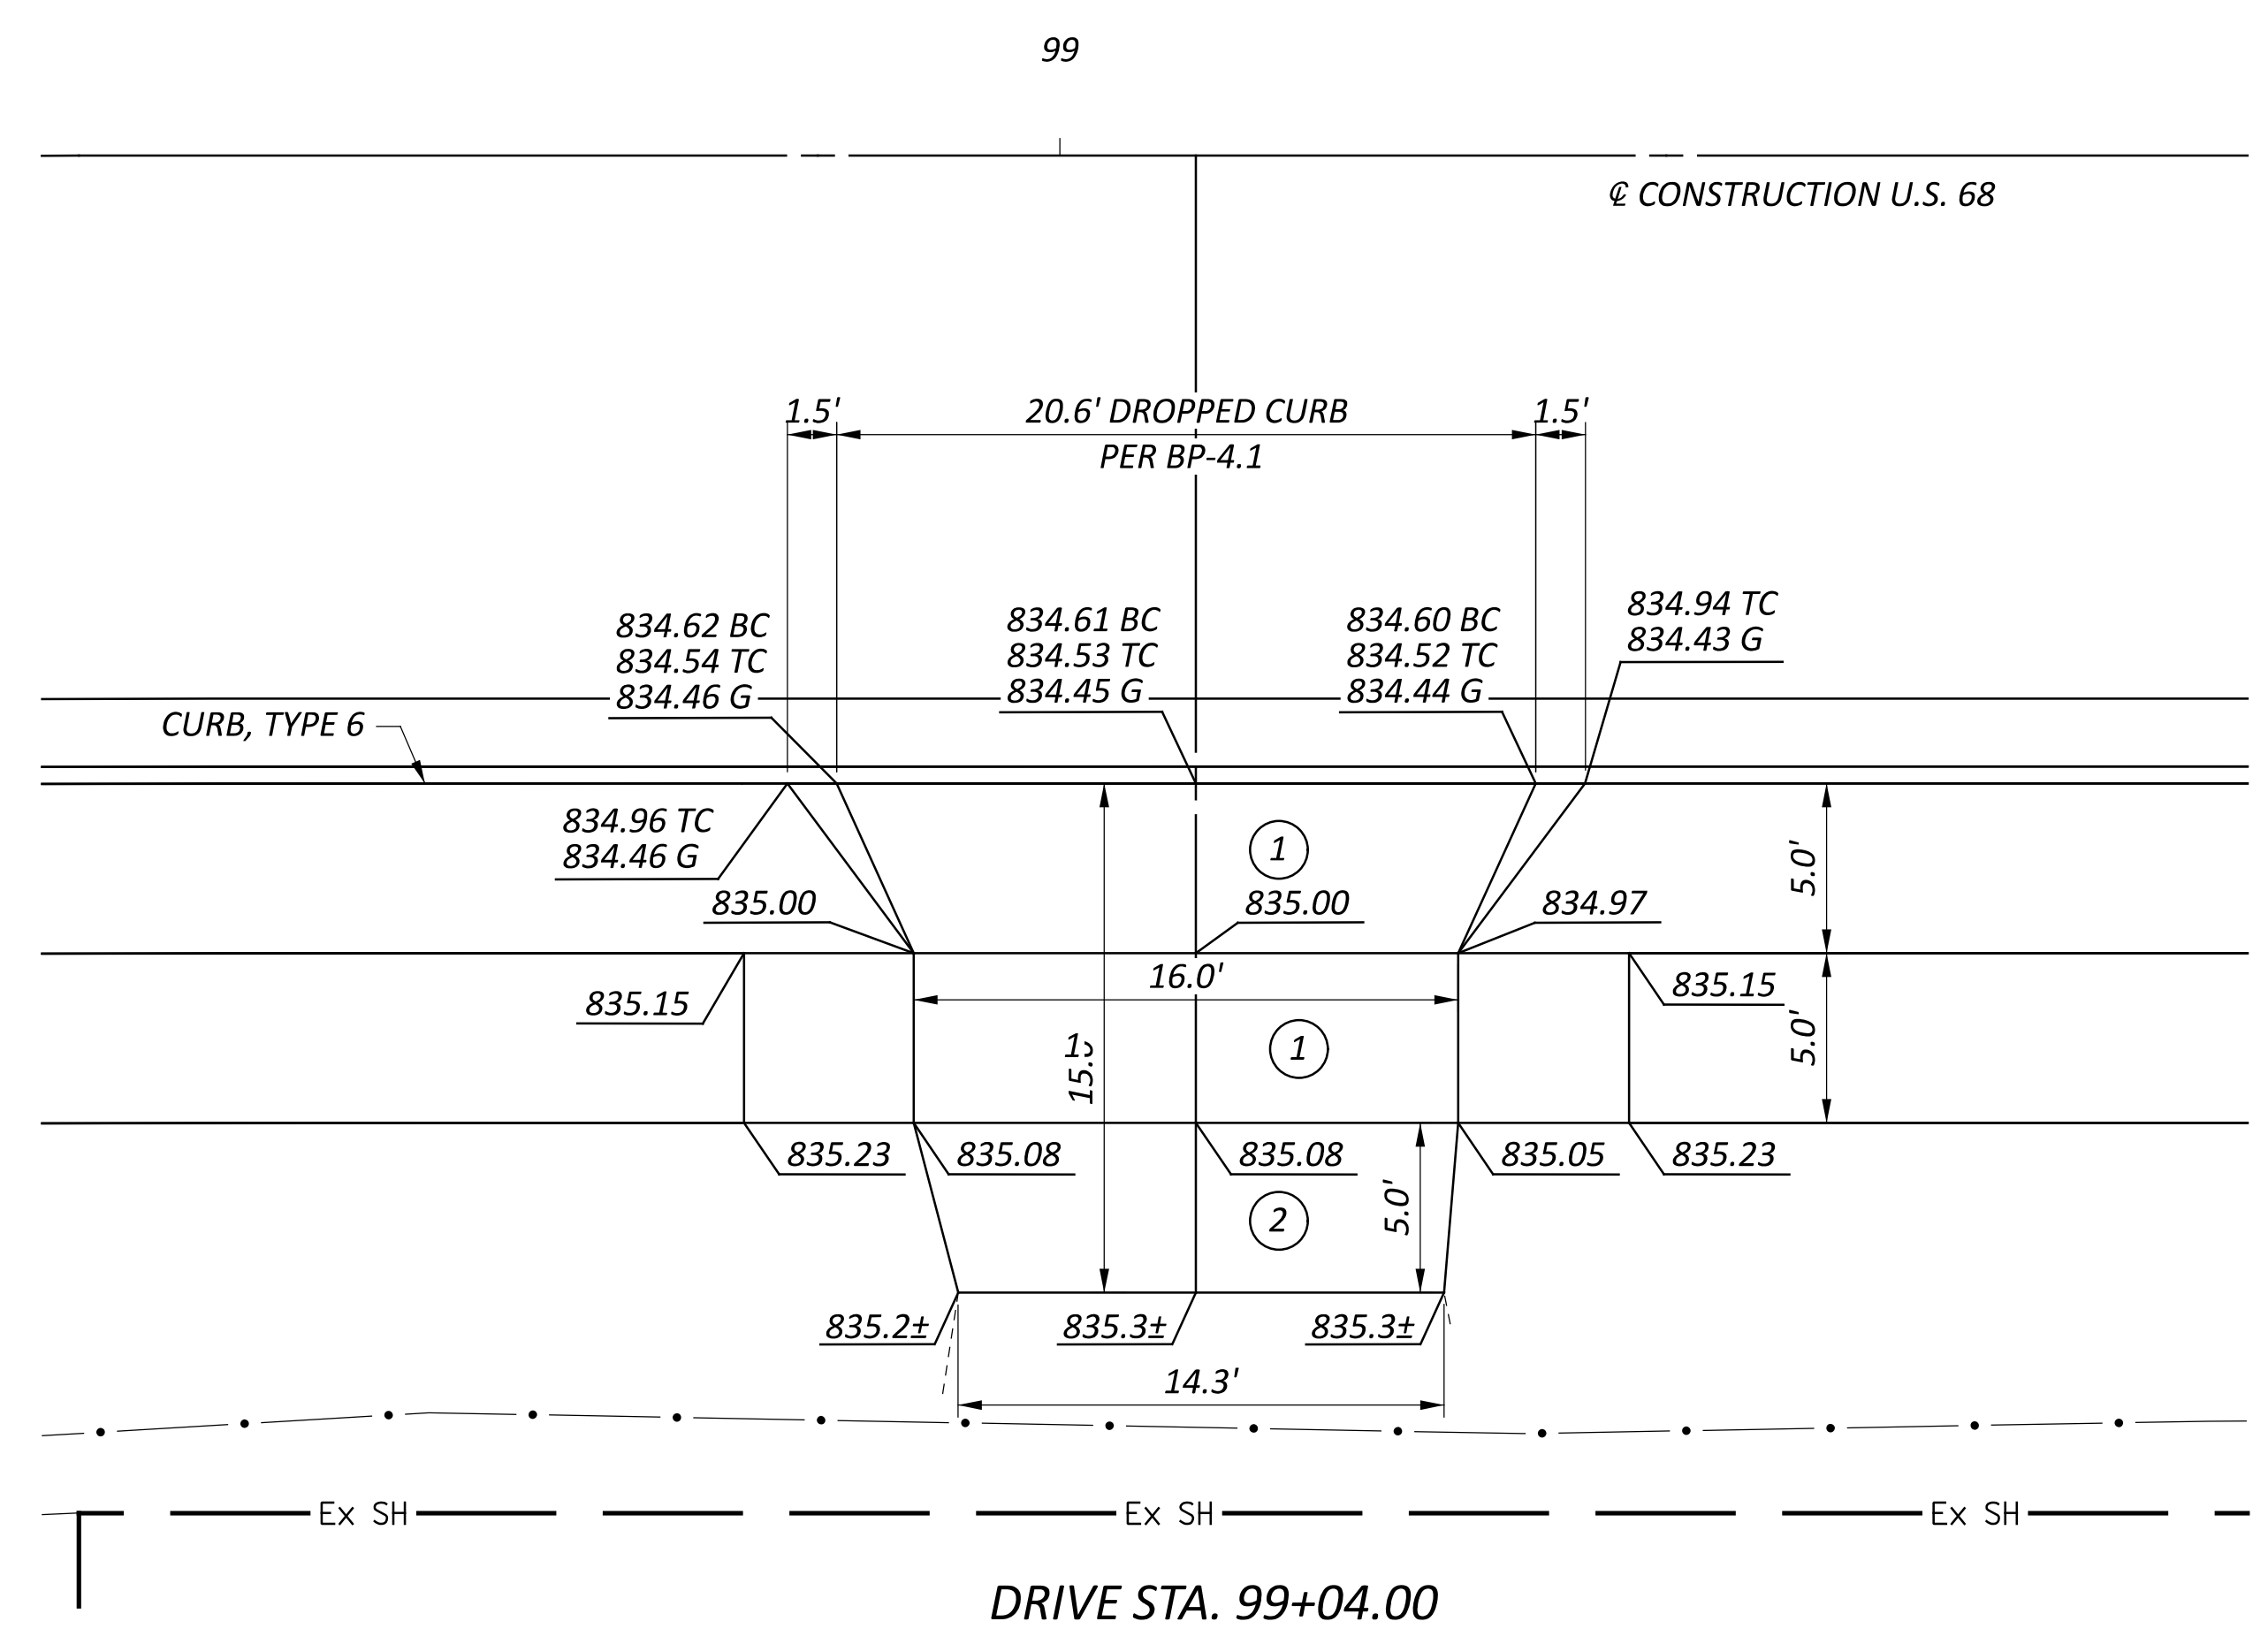 99
℄ CONSTRUCTION U.S. 68
1.5'
20.6' DROPPED CURB
1.5'
PER BP-4.1
834.62 BC
834.54 TC
834.46 G
834.61 BC
834.53 TC
834.45 G
834.60 BC
834.52 TC
834.44 G
834.94 TC
834.43 G
CURB, TYPE 6
834.96 TC
834.46 G
1
5.0'
835.00
835.00
834.97
16.0'
835.15
835.15
1
5.0'
835.23
835.08
835.08
835.05
835.23
2
5.0'
835.2±
835.3±
835.3±
14.3'
Ex SH
Ex SH
Ex SH
DRIVE STA. 99+04.00